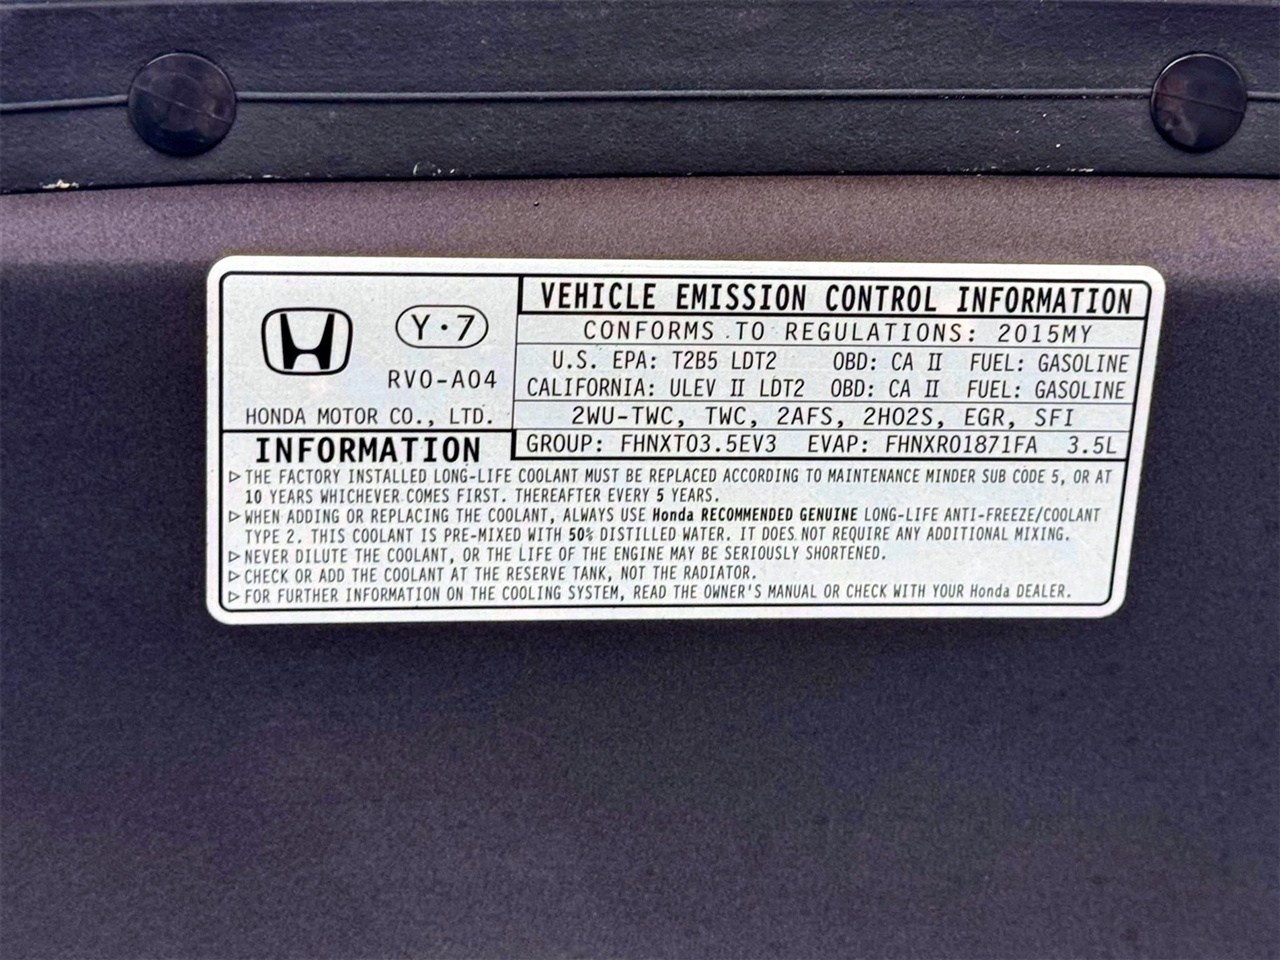 Y·7
RV0-A04
HONDA MOTOR CO., LTD.
VEHICLE EMISSION CONTROL INFORMATION
CONFORMS TO REGULATIONS: 2015MY
U.S. EPA: T2B5 LDT2 OBD: CA II FUEL: GASOLINE
CALIFORNIA: ULEV II LDT2 OBD: CA II FUEL: GASOLINE
2WU-TWC, TWC, 2AFS, 2HO2S, EGR, SFI
GROUP: FHNXT03.5EV3 EVAP: FHNXR01871FA 3.5L
INFORMATION
▷THE FACTORY INSTALLED LONG-LIFE COOLANT MUST BE REPLACED ACCORDING TO MAINTENANCE MINDER SUB CODE 5, OR AT
10 YEARS WHICHEVER COMES FIRST. THEREAFTER EVERY 5 YEARS.
▷WHEN ADDING OR REPLACING THE COOLANT, ALWAYS USE Honda RECOMMENDED GENUINE LONG-LIFE ANTI-FREEZE/COOLANT
TYPE 2. THIS COOLANT IS PRE-MIXED WITH 50% DISTILLED WATER. IT DOES NOT REQUIRE ANY ADDITIONAL MIXING.
▷NEVER DILUTE THE COOLANT, OR THE LIFE OF THE ENGINE MAY BE SERIOUSLY SHORTENED.
▷CHECK OR ADD THE COOLANT AT THE RESERVE TANK, NOT THE RADIATOR.
▷FOR FURTHER INFORMATION ON THE COOLING SYSTEM, READ THE OWNER'S MANUAL OR CHECK WITH YOUR Honda DEALER.